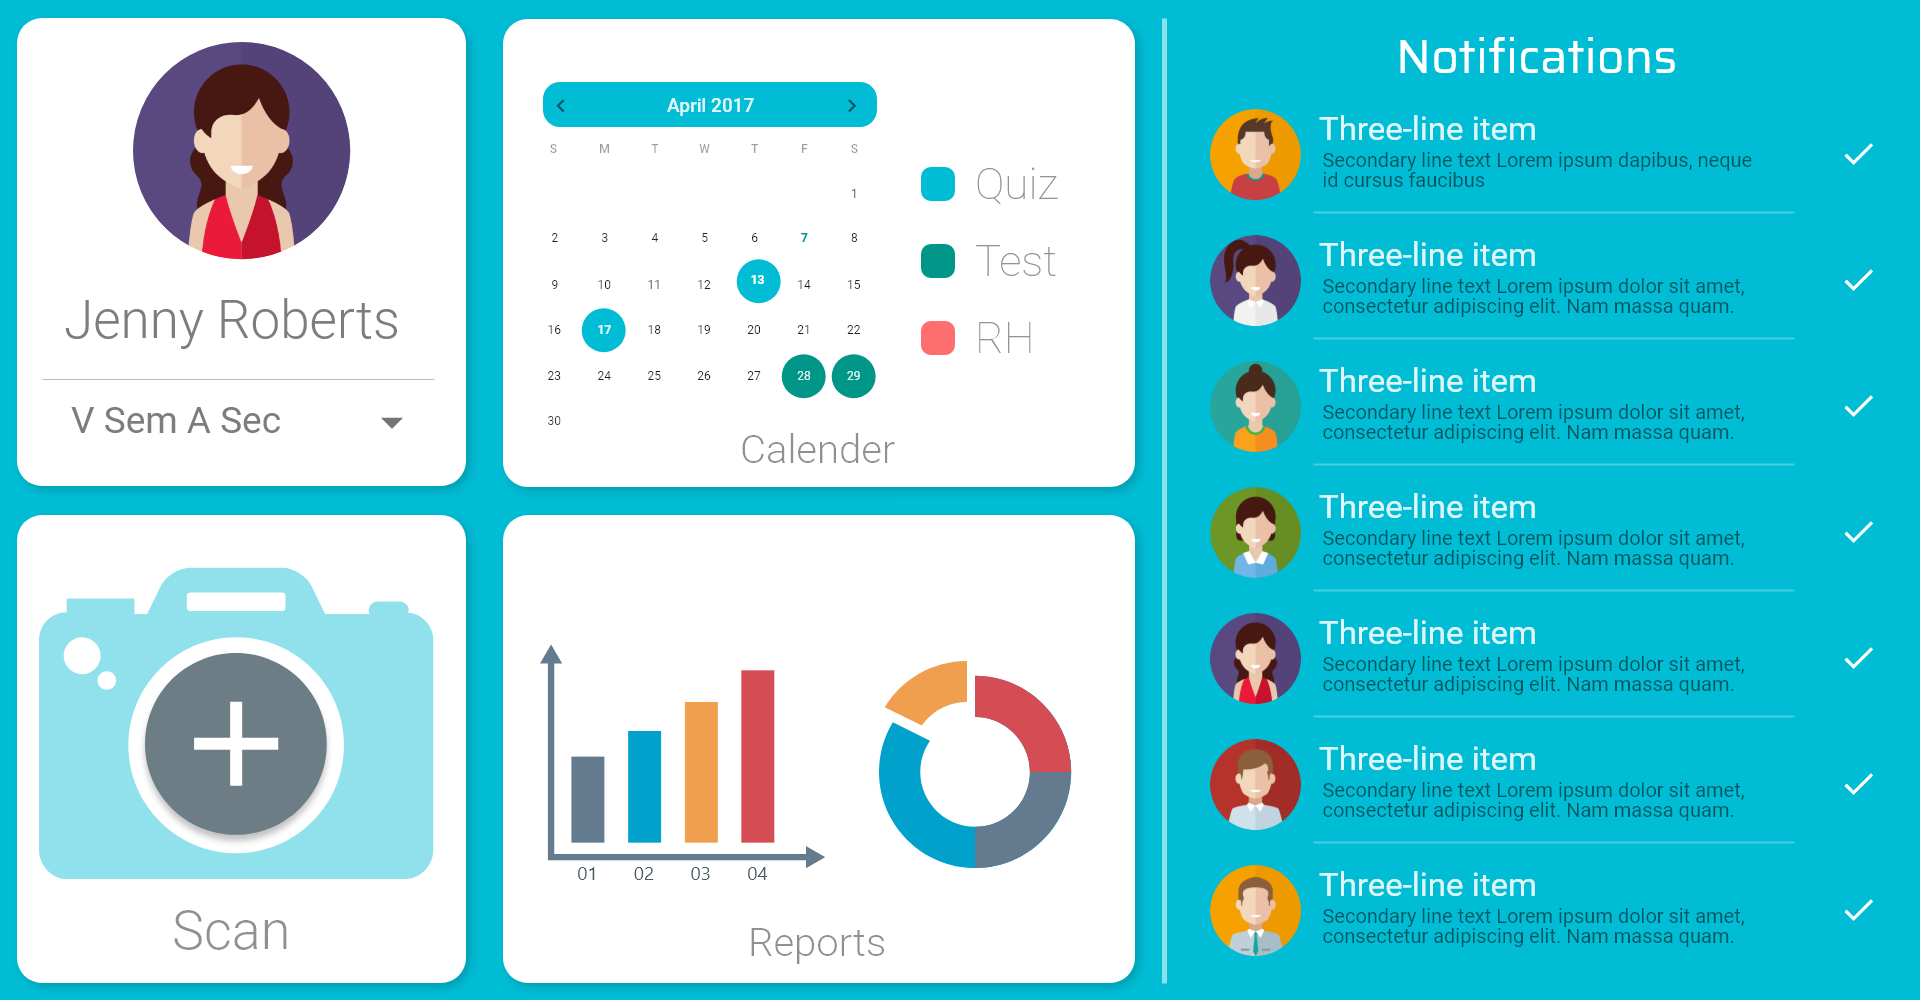 Jenny Roberts
V Sem A Sec
April 2017
S M T W T F S
1
2 3 4 5 6 7 8
9 10 11 12 13 14 15
16 17 18 19 20 21 22
23 24 25 26 27 28 29
30
Quiz
Test
RH
Calender
Scan
01 02 03 04
Reports
Notifications
Three-line item
Secondary line text Lorem ipsum dapibus, neque
id cursus faucibus
Three-line item
Secondary line text Lorem ipsum dolor sit amet,
consectetur adipiscing elit. Nam massa quam.
Three-line item
Secondary line text Lorem ipsum dolor sit amet,
consectetur adipiscing elit. Nam massa quam.
Three-line item
Secondary line text Lorem ipsum dolor sit amet,
consectetur adipiscing elit. Nam massa quam.
Three-line item
Secondary line text Lorem ipsum dolor sit amet,
consectetur adipiscing elit. Nam massa quam.
Three-line item
Secondary line text Lorem ipsum dolor sit amet,
consectetur adipiscing elit. Nam massa quam.
Three-line item
Secondary line text Lorem ipsum dolor sit amet,
consectetur adipiscing elit. Nam massa quam.